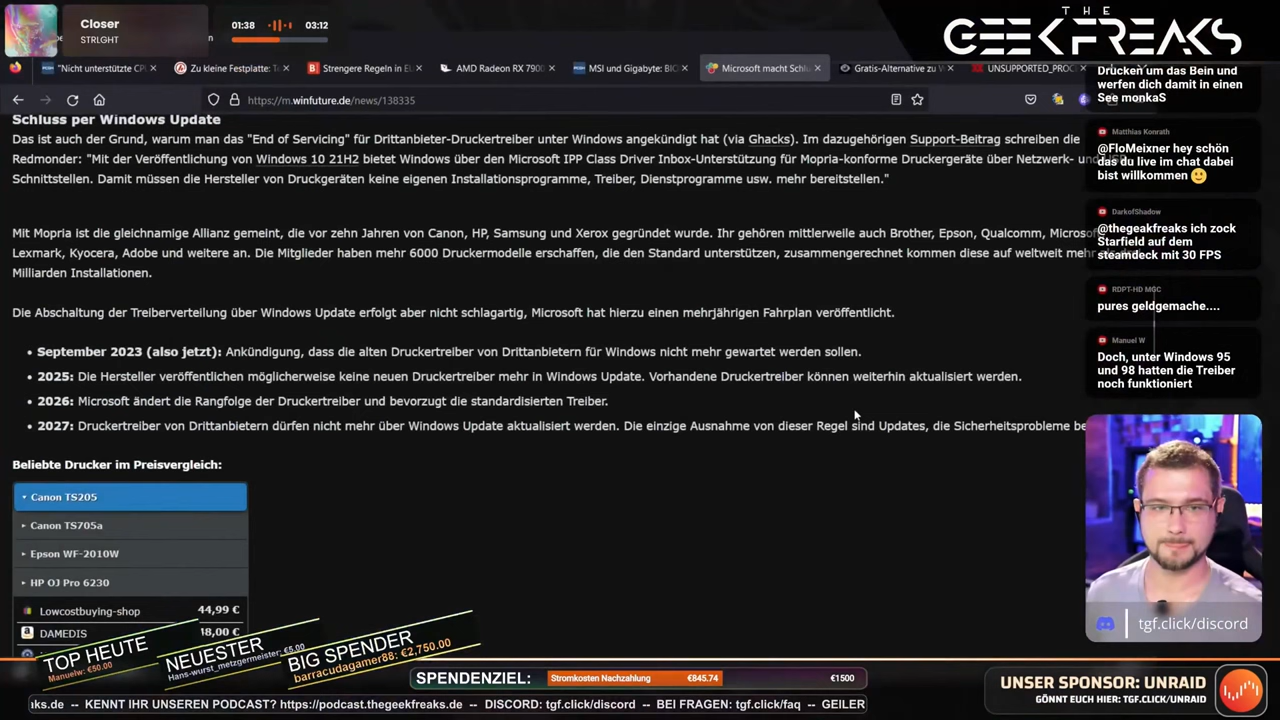 Closer
STRLGHT
01:38
03:12
THE
GEEKFREAKS
"Nicht unterstützte CPU
Zu kleine Festplatte: To
Strengere Regeln in EU
AMD Radeon RX 7900
MSI und Gigabyte: BIO
Microsoft macht Schlu
Gratis-Alternative zu W
UNSUPPORTED_PROC
https://m.winfuture.de/news/138335
Schluss per Windows Update
Das ist auch der Grund, warum man das "End of Servicing" für Drittanbieter-Druckertreiber unter Windows angekündigt hat (via Ghacks). Im dazugehörigen Support-Beitrag schreiben die
Redmonder: "Mit der Veröffentlichung von Windows 10 21H2 bietet Windows über den Microsoft IPP Class Driver Inbox-Unterstützung für Mopria-konforme Druckergeräte über Netzwerk- und
Schnittstellen. Damit müssen die Hersteller von Druckgeräten keine eigenen Installationsprogramme, Treiber, Dienstprogramme usw. mehr bereitstellen."
Mit Mopria ist die gleichnamige Allianz gemeint, die vor zehn Jahren von Canon, HP, Samsung und Xerox gegründet wurde. Ihr gehören mittlerweile auch Brother, Epson, Qualcomm, Microso
Lexmark, Kyocera, Adobe und weitere an. Die Mitglieder haben mehr 6000 Druckermodelle erschaffen, die den Standard unterstützen, zusammengerechnet kommen diese auf weltweit mehr
Milliarden Installationen.
Die Abschaltung der Treiberverteilung über Windows Update erfolgt aber nicht schlagartig, Microsoft hat hierzu einen mehrjährigen Fahrplan veröffentlicht.
• September 2023 (also jetzt): Ankündigung, dass die alten Druckertreiber von Drittanbietern für Windows nicht mehr gewartet werden sollen.
• 2025: Die Hersteller veröffentlichen möglicherweise keine neuen Druckertreiber mehr in Windows Update. Vorhandene Druckertreiber können weiterhin aktualisiert werden.
• 2026: Microsoft ändert die Rangfolge der Druckertreiber und bevorzugt die standardisierten Treiber.
• 2027: Druckertreiber von Drittanbietern dürfen nicht mehr über Windows Update aktualisiert werden. Die einzige Ausnahme von dieser Regel sind Updates, die Sicherheitsprobleme be
Beliebte Drucker im Preisvergleich:
Canon TS205
Canon TS705a
Epson WF-2010W
HP OJ Pro 6230
Lowcostbuying-shop 44,99 €
DAMEDIS
Drucken um das Bein und
werfen dich damit in einen
See monkaS
Matthias Konrath
@FloMeixner hey schön
das du live im chat dabei
bist willkommen 🙂
DarkofShadow
@thegeakfreaks ich zock
Starfield auf dem
steamdeck mit 30 FPS
RDPT-HD MGC
pures geldgemache....
Manuel W
Doch, unter Windows 95
und 98 hatten die Treiber
noch funktioniert
tgf.click/discord
TOP HEUTE
Manuelw: €50.00
NEUESTER
Hans-wurst_metzgermeister: €5.00
BIG SPENDER
barracudagamer88: €2,750.00
SPENDENZIEL:
Stromkosten Nachzahlung
€845.74
€1500
UNSER SPONSOR: UNRAID
GÖNNT EUCH HIER: TGF.CLICK/UNRAID
aks.de -- KENNT IHR UNSEREN PODCAST? https://podcast.thegeekfreaks.de -- DISCORD: tgf.click/discord -- BEI FRAGEN: tgf.click/faq -- GEILER